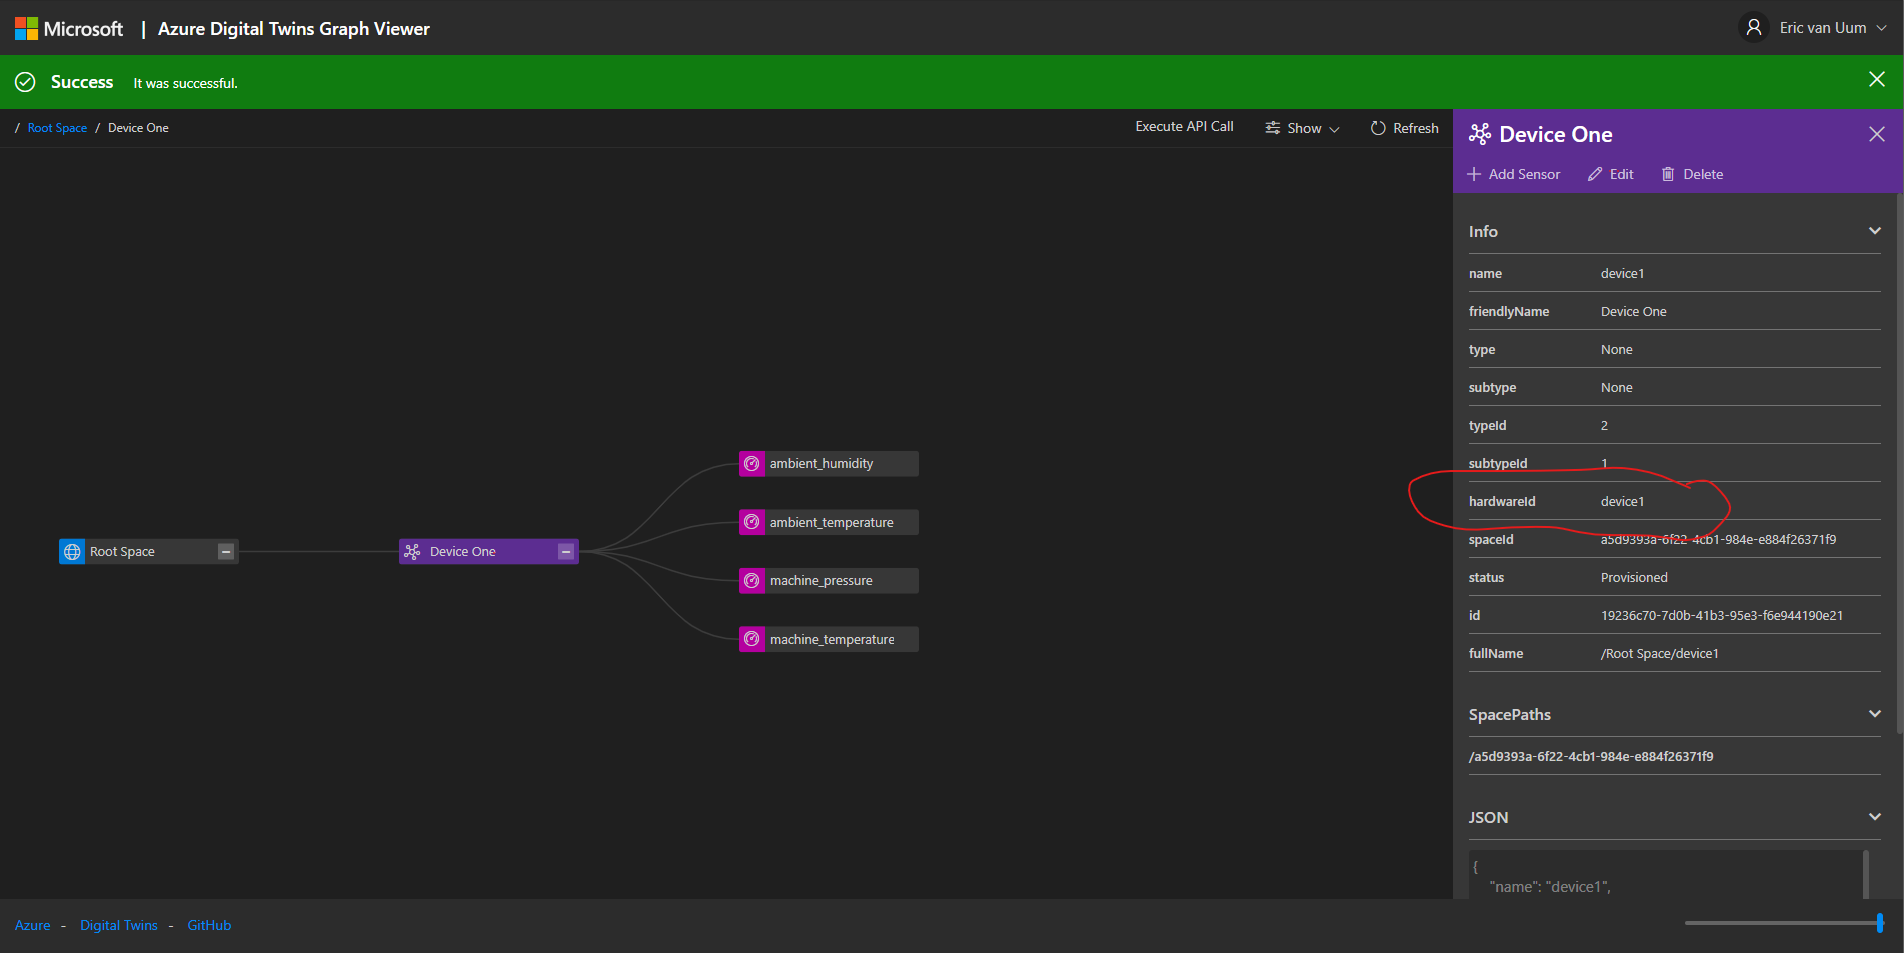 Microsoft | Azure Digital Twins Graph Viewer
Eric van Uum
Success It was successful.
/ Root Space / Device One
Execute API Call Show Refresh
Root Space
Device One
ambient_humidity
ambient_temperature
machine_pressure
machine_temperature
Device One
Add Sensor Edit Delete
Info
name device1
friendlyName Device One
type None
subtype None
typeId 2
subtypeId 1
hardwareId device1
spaceId a5d9393a-6f22-4cb1-984e-e884f26371f9
status Provisioned
id 19236c70-7d0b-41b3-95e3-f6e944190e21
fullName /Root Space/device1
SpacePaths
/a5d9393a-6f22-4cb1-984e-e884f26371f9
JSON
{
"name": "device1",
Azure - Digital Twins - GitHub